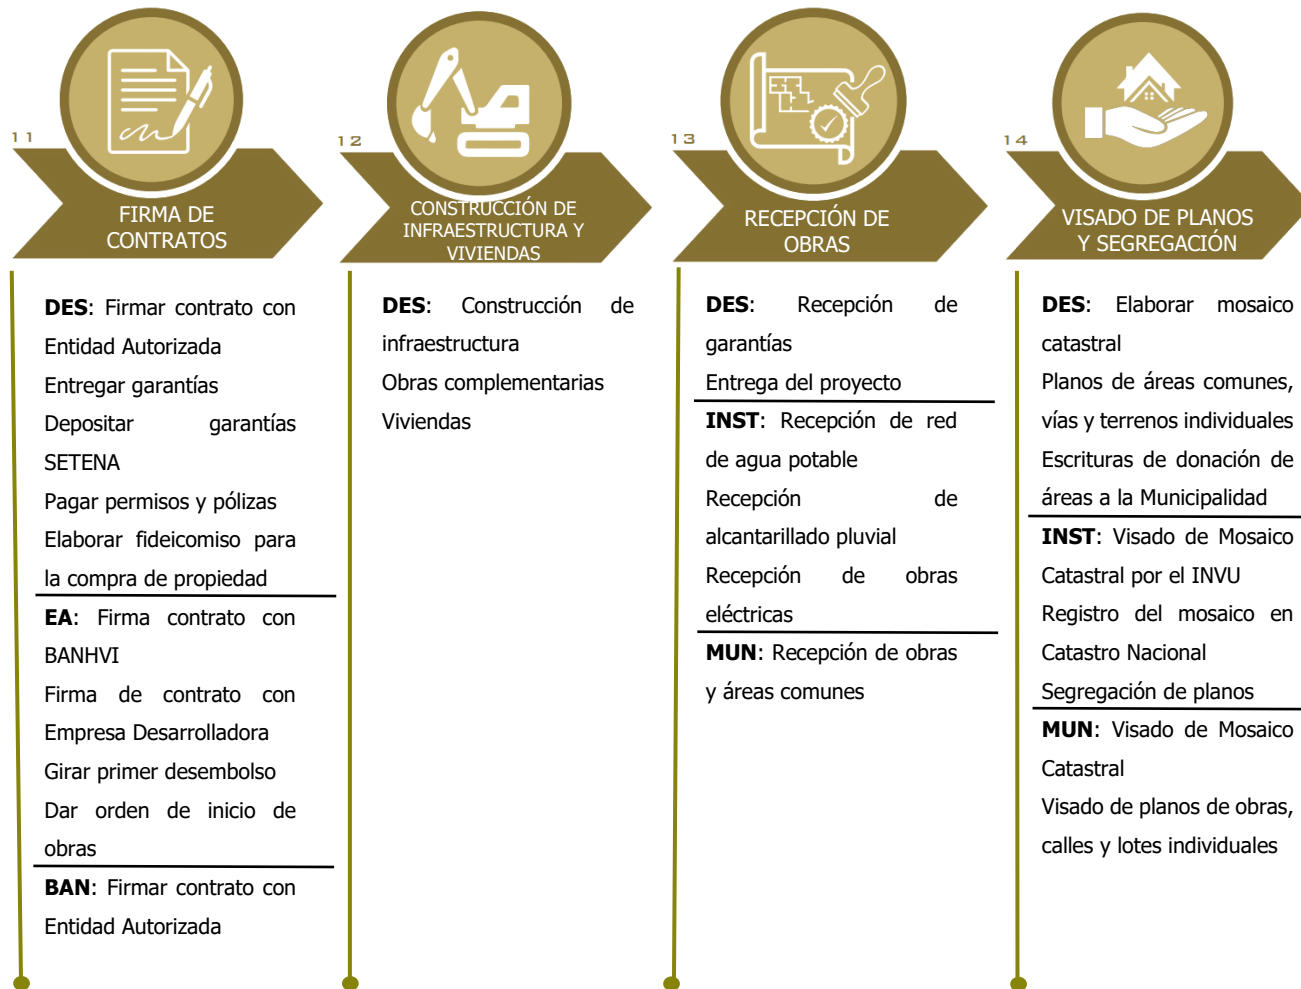 11
FIRMA DE
CONTRATOS
DES: Firmar contrato con
Entidad Autorizada
Entregar garantías
Depositar garantías
SETENA
Pagar permisos y pólizas
Elaborar fideicomiso para
la compra de propiedad
EA: Firma contrato con
BANHVI
Firma de contrato con
Empresa Desarrolladora
Girar primer desembolso
Dar orden de inicio de
obras
BAN: Firmar contrato con
Entidad Autorizada
12
CONSTRUCCIÓN DE
INFRAESTRUCTURA Y
VIVIENDAS
DES: Construcción de
infraestructura
Obras complementarias
Viviendas
13
RECEPCIÓN DE
OBRAS
DES: Recepción de
garantías
Entrega del proyecto
INST: Recepción de red
de agua potable
Recepción de
alcantarillado pluvial
Recepción de obras
eléctricas
MUN: Recepción de obras
y áreas comunes
14
VISADO DE PLANOS
Y SEGREGACIÓN
DES: Elaborar mosaico
catastral
Planos de áreas comunes,
vías y terrenos individuales
Escrituras de donación de
áreas a la Municipalidad
INST: Visado de Mosaico
Catastral por el INVU
Registro del mosaico en
Catastro Nacional
Segregación de planos
MUN: Visado de Mosaico
Catastral
Visado de planos de obras,
calles y lotes individuales